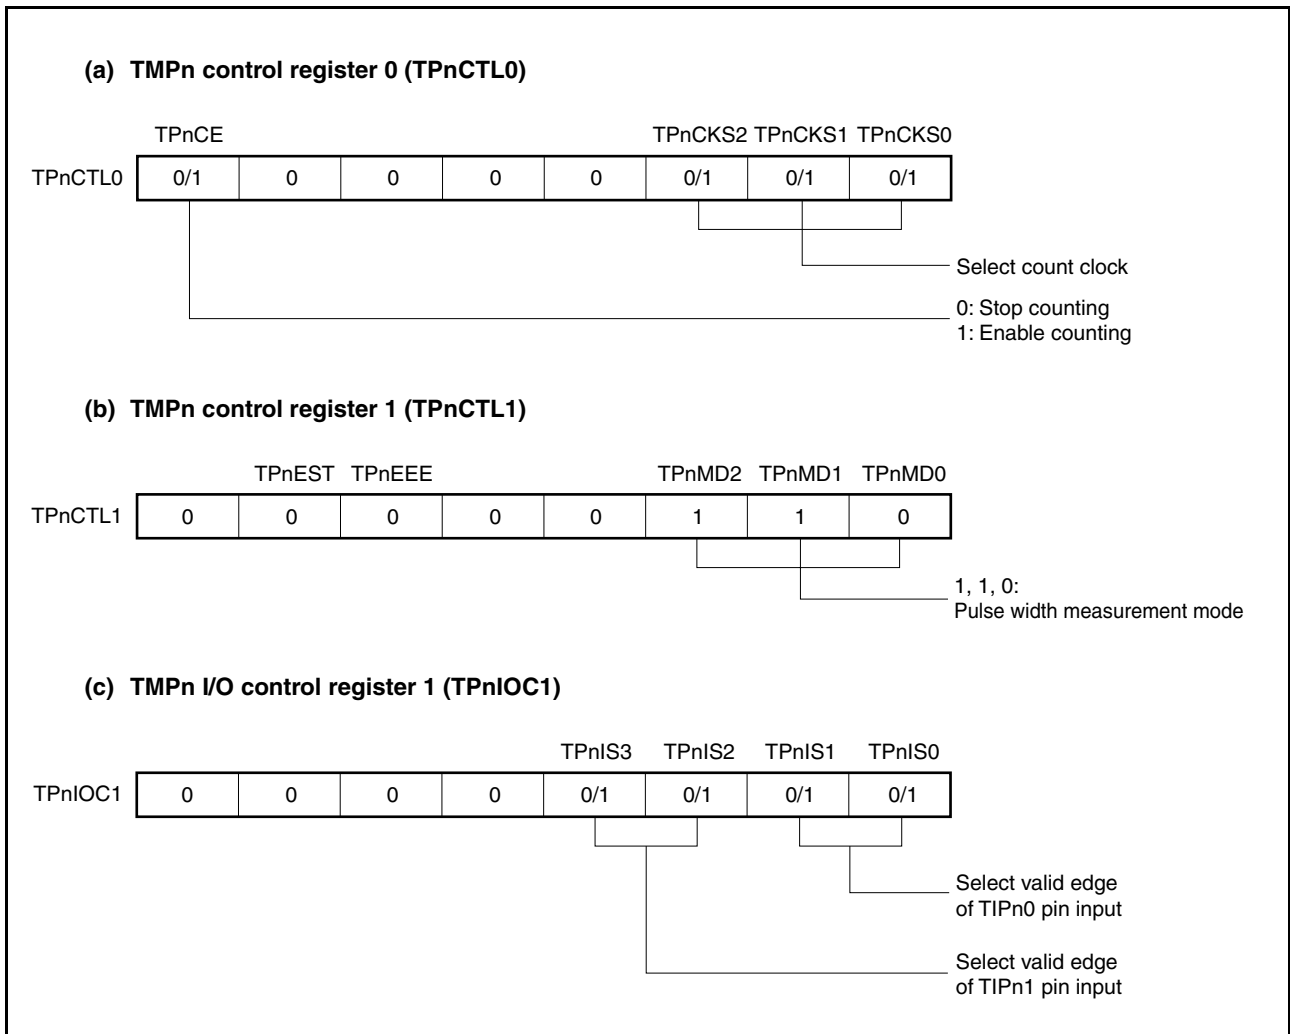 (a) TMPn control register 0 (TPnCTL0)
TPnCE TPnCKS2 TPnCKS1 TPnCKS0
TPnCTL0 0/1 0 0 0 0 0/1 0/1 0/1
Select count clock
0: Stop counting
1: Enable counting
(b) TMPn control register 1 (TPnCTL1)
TPnEST TPnEEE TPnMD2 TPnMD1 TPnMD0
TPnCTL1 0 0 0 0 0 1 1 0
1, 1, 0:
Pulse width measurement mode
(c) TMPn I/O control register 1 (TPnIOC1)
TPnIS3 TPnIS2 TPnIS1 TPnIS0
TPnIOC1 0 0 0 0 0/1 0/1 0/1 0/1
Select valid edge
of TIPn0 pin input
Select valid edge
of TIPn1 pin input